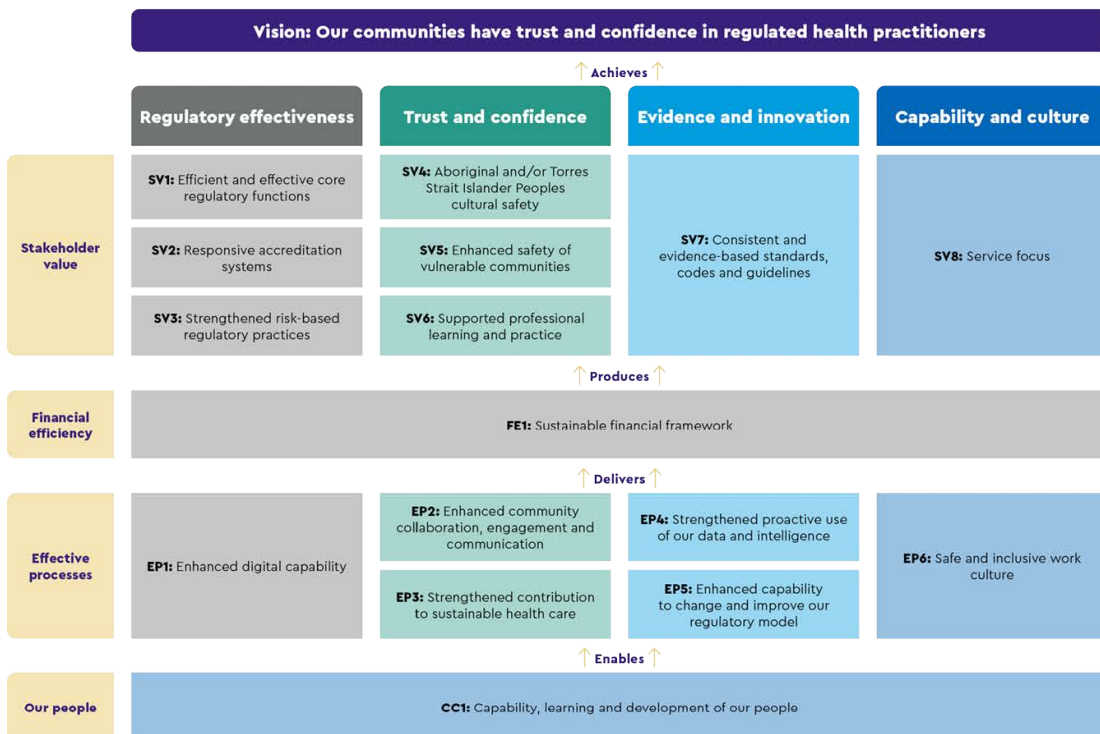 Vision: Our communities have trust and confidence in regulated health practitioners
Achieves
Regulatory effectiveness
Trust and confidence
Evidence and innovation
Capability and culture
Stakeholder
value
SV1: Efficient and effective core
regulatory functions
SV2: Responsive accreditation
systems
SV3: Strengthened risk-based
regulatory practices
SV4: Aboriginal and/or Torres
Strait Islander Peoples
cultural safety
SV5: Enhanced safety of
vulnerable communities
SV6: Supported professional
learning and practice
SV7: Consistent and
evidence-based standards,
codes and guidelines
SV8: Service focus
Produces
Financial
efficiency
FE1: Sustainable financial framework
Delivers
Effective
processes
EP1: Enhanced digital capability
EP2: Enhanced community
collaboration, engagement and
communication
EP3: Strengthened contribution
to sustainable health care
EP4: Strengthened proactive use
of our data and intelligence
EP5: Enhanced capability
to change and improve our
regulatory model
EP6: Safe and inclusive work
culture
Enables
Our people
CC1: Capability, learning and development of our people